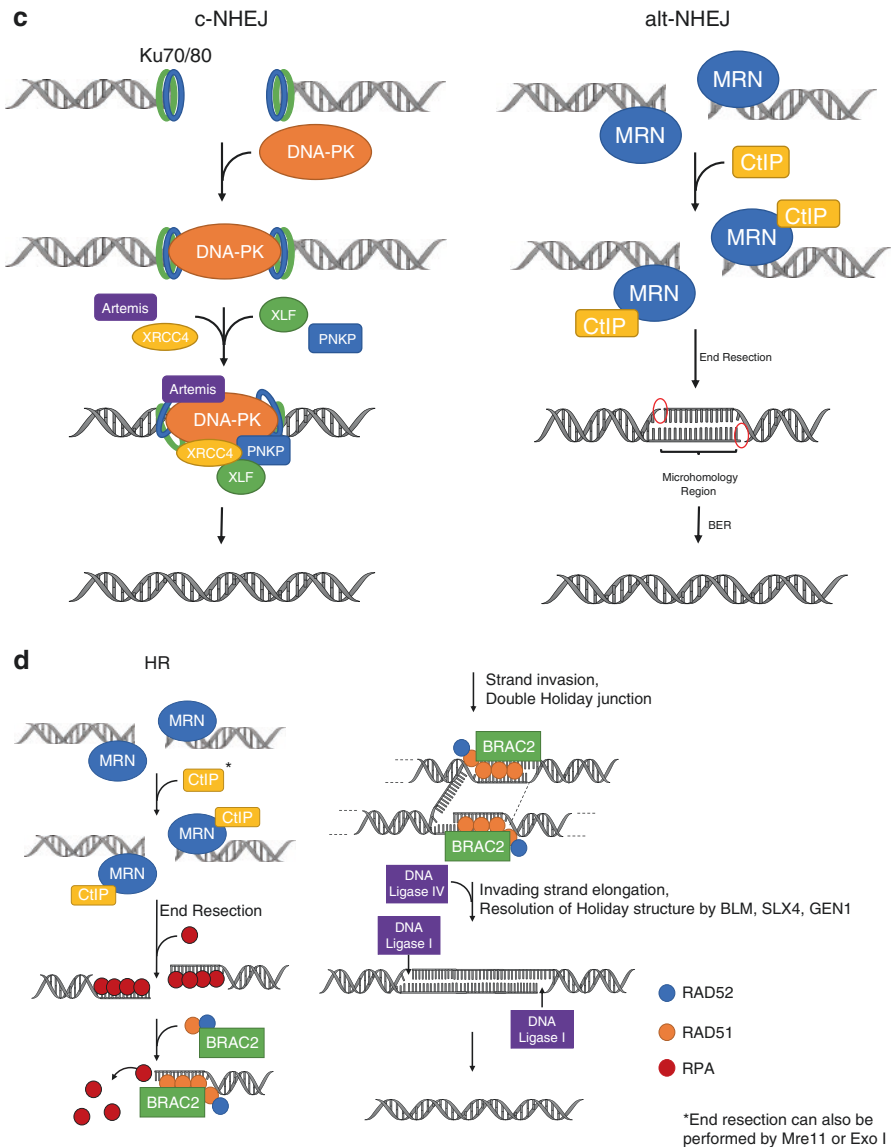 c
c-NHEJ
Ku70/80
DNA-PK
DNA-PK
Artemis
XRCC4
XLF
PNKP
Artemis
DNA-PK
XRCC4
PNKP
XLF
alt-NHEJ
MRN
MRN
CtIP
CtIP
MRN
MRN
CtIP
End Resection
Microhomology
Region
BER
d
HR
MRN
MRN
CtIP
*
CtIP
MRN
MRN
CtIP
End Resection
BRAC2
BRAC2
Strand invasion,
Double Holiday junction
BRAC2
BRAC2
DNA
Ligase IV
Invading strand elongation,
Resolution of Holiday structure by BLM, SLX4, GEN1
DNA
Ligase I
DNA
Ligase I
RAD52
RAD51
RPA
*End resection can also be
performed by Mre11 or Exo I